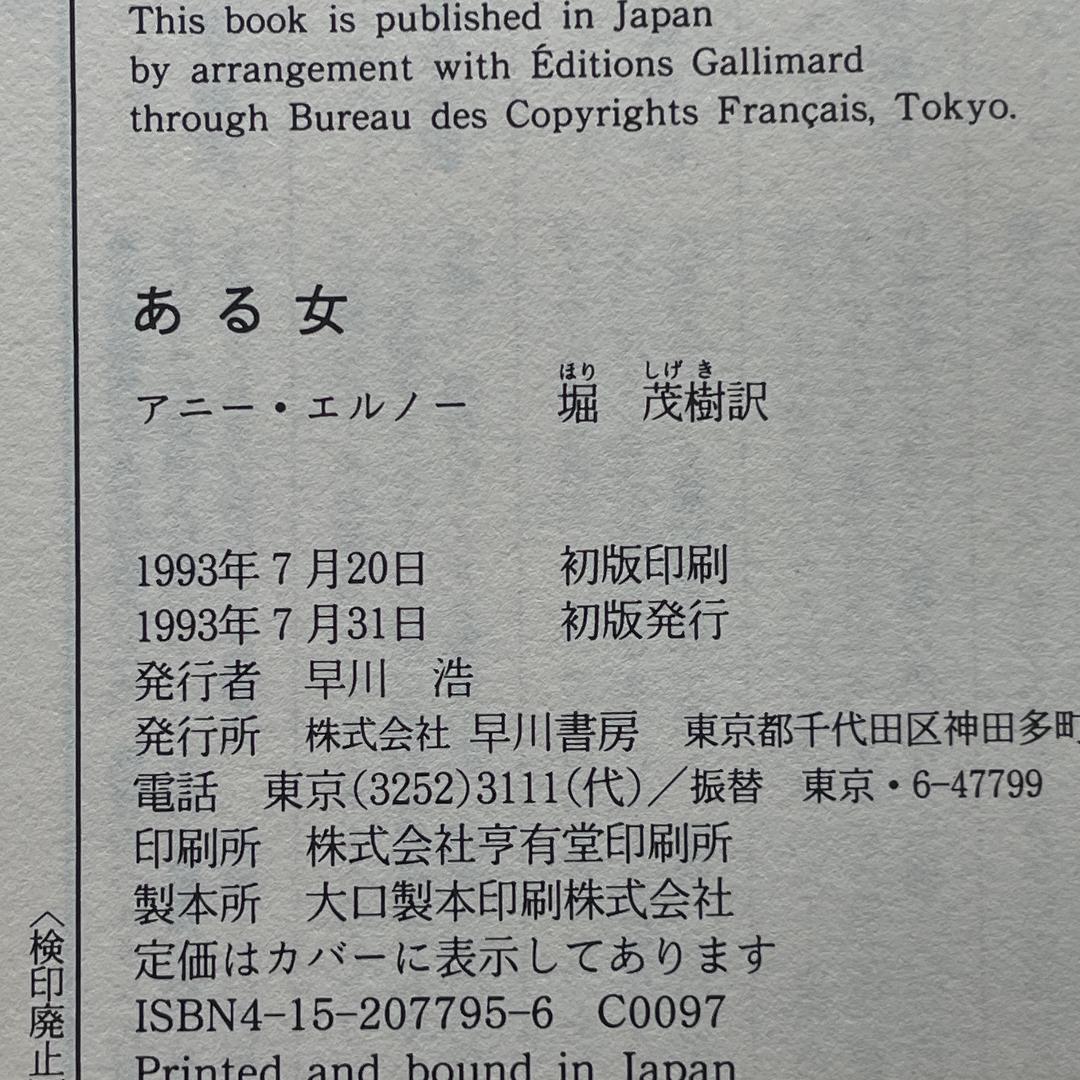 This book is published in Japan
by arrangement with Éditions Gallimard
through Bureau des Copyrights Français, Tokyo.
ある女
ほり　しげき
アニー・エルノー　堀　茂樹訳
1993年7月20日　初版印刷
1993年7月31日　初版発行
発行者　早川　浩
発行所　株式会社 早川書房　東京都千代田区神田多町
電話　東京(3252)3111(代)／振替　東京・6-47799
印刷所　株式会社亨有堂印刷所
製本所　大口製本印刷株式会社
定価はカバーに表示してあります
ISBN4-15-207795-6　C0097
Printed and bound in Japan
〈検印廃止